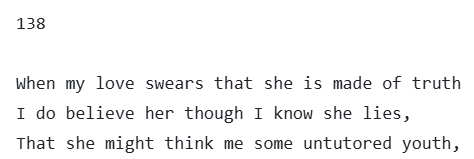 138
When my love swears that she is made of truth
I do believe her though I know she lies,
That she might think me some untutored youth,